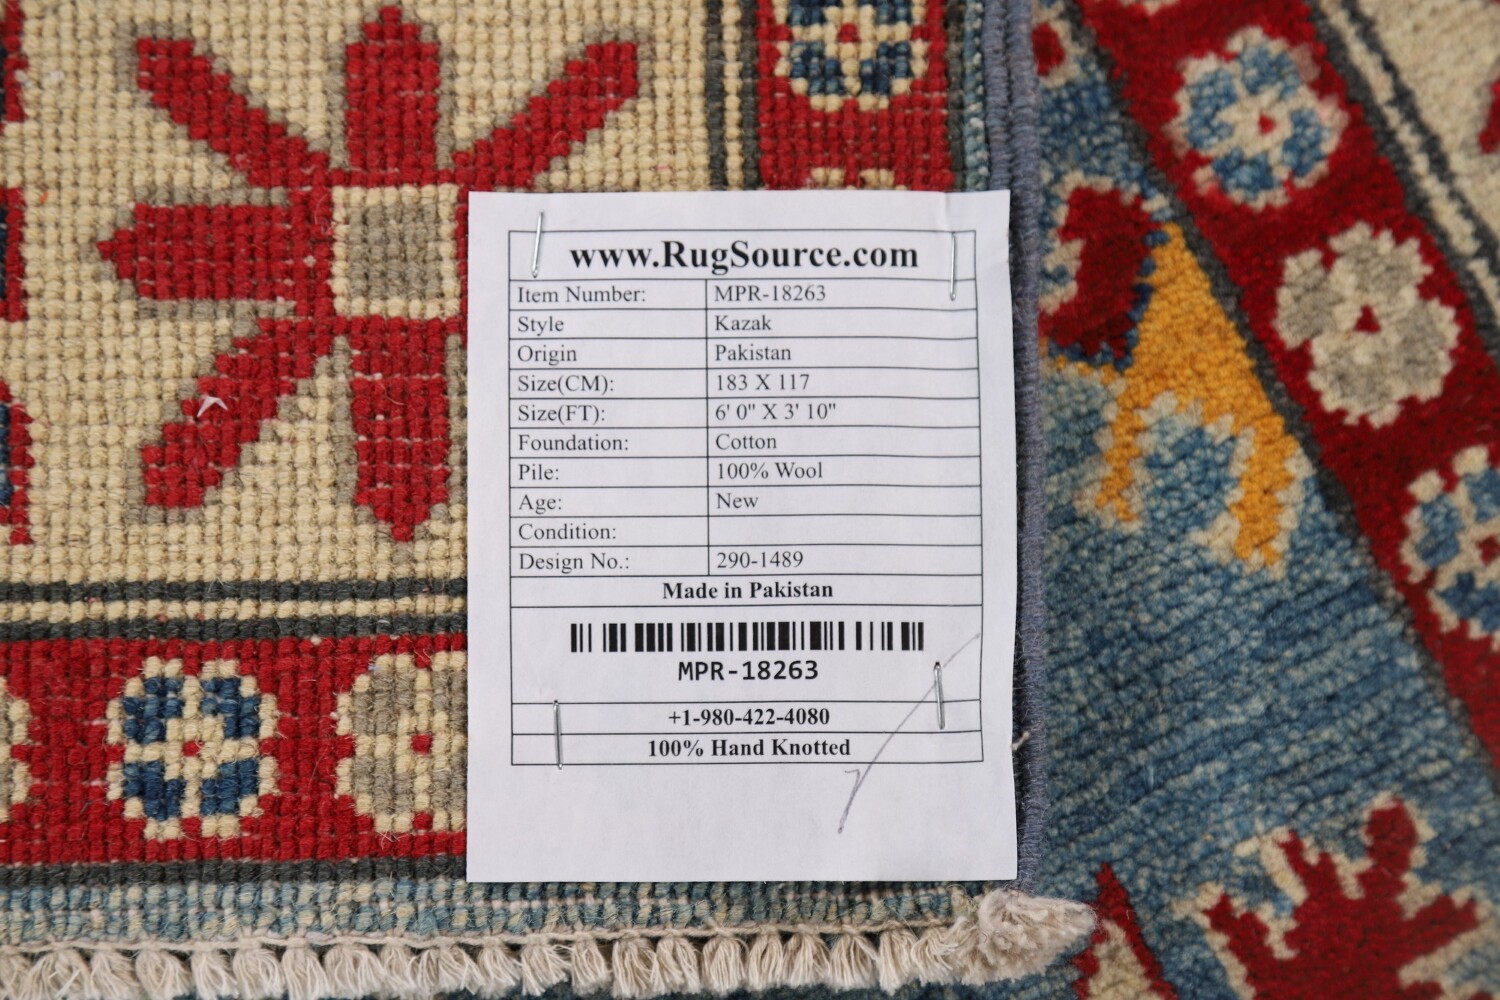 www.RugSource.com
Item Number: MPR-18263
Style Kazak
Origin Pakistan
Size(CM): 183 X 117
Size(FT): 6' 0" X 3' 10"
Foundation: Cotton
Pile: 100% Wool
Age: New
Condition:
Design No.: 290-1489
Made in Pakistan
MPR-18263
+1-980-422-4080
100% Hand Knotted